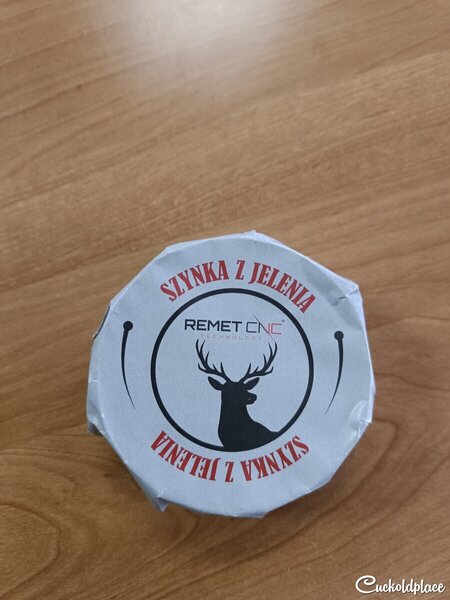 SZYNKA Z JELENIA
REMET CNC
TECHNOLOGY
SZYNKA Z JELENIA
Cuckoldplace